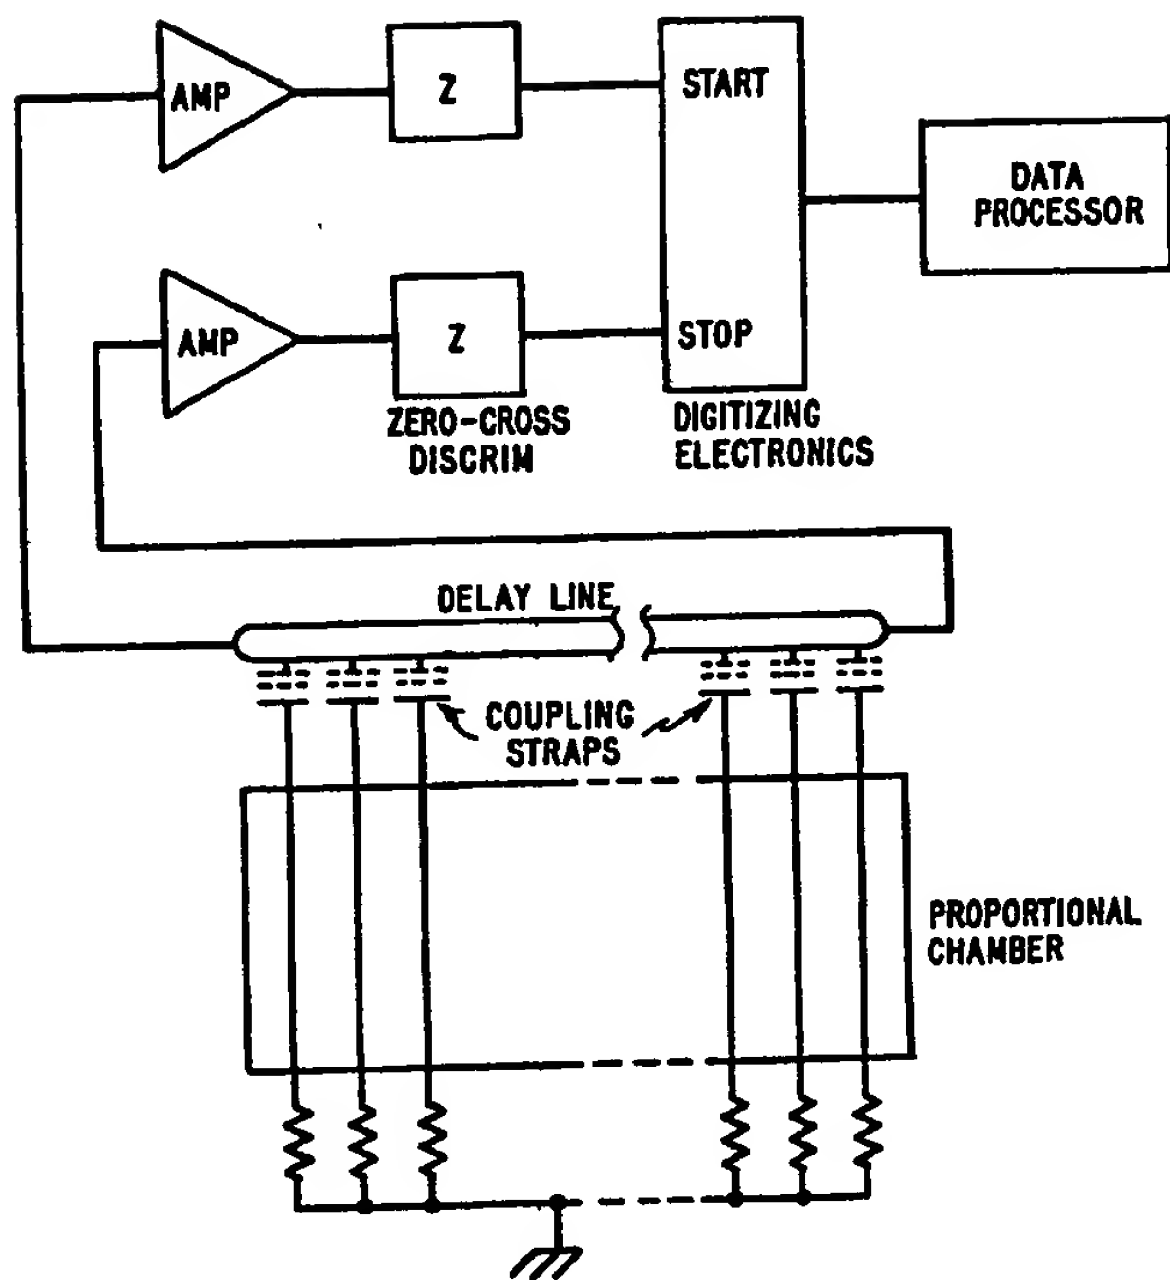 AMP
Z
START
DATA
PROCESSOR
AMP
Z
STOP
ZERO-CROSS
DISCRIM
DIGITIZING
ELECTRONICS
DELAY LINE
COUPLING
STRAPS
PROPORTIONAL
CHAMBER